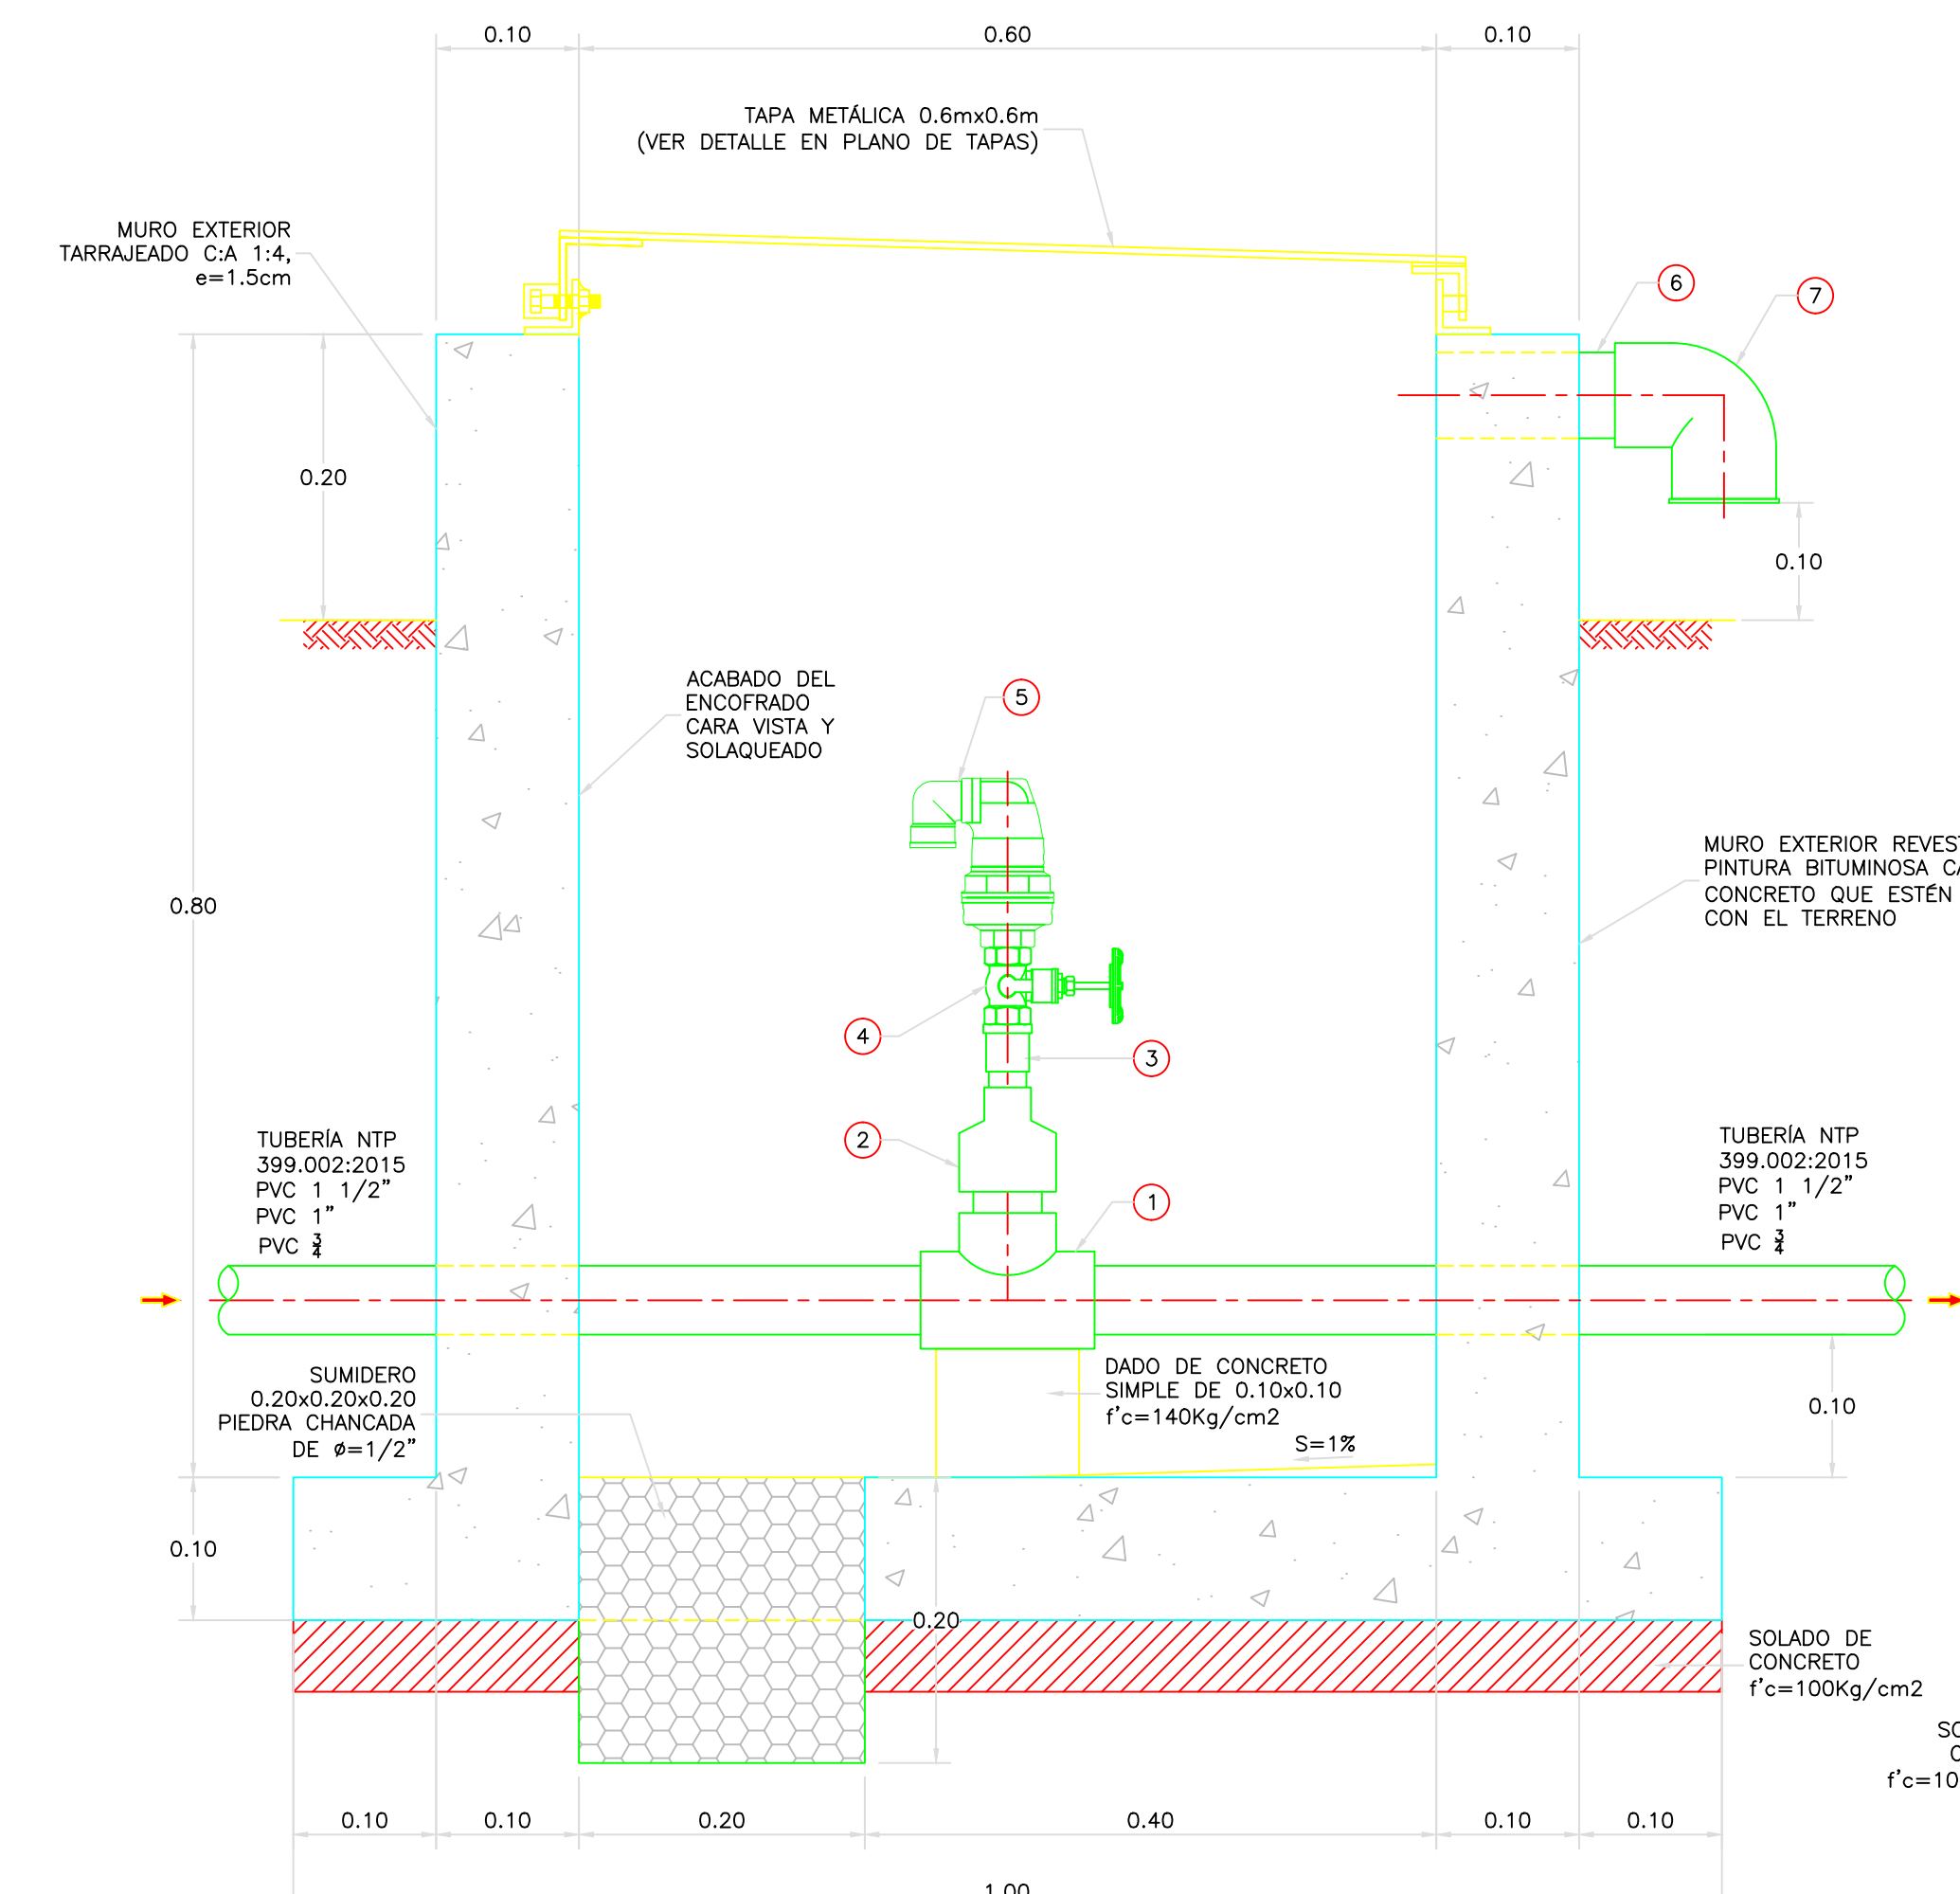 0.10
0.60
0.10
TAPA METÁLICA 0.6mx0.6m
(VER DETALLE EN PLANO DE TAPAS)
MURO EXTERIOR
TARRAJEADO C:A 1:4,
e=1.5cm
6
7
0.20
0.10
ACABADO DEL
ENCOFRADO
CARA VISTA Y
SOLAQUEADO
5
MURO EXTERIOR
PINTURA BITUMINOSA
CONCRETO QUE ESTÉN
CON EL TERRENO
0.80
4
3
2
1
TUBERÍA NTP
399.002:2015
PVC 1 1/2"
PVC 1"
PVC 3/4
TUBERÍA NTP
399.002:2015
PVC 1 1/2"
PVC 1"
PVC 3/4
SUMIDERO
0.20x0.20x0.20
PIEDRA CHANCADA
DE ø=1/2"
DADO DE CONCRETO
SIMPLE DE 0.10x0.10
f'c=140Kg/cm2
S=1%
0.10
0.10
0.20
SOLADO DE
CONCRETO
f'c=100Kg/cm2
0.10
0.10
0.20
0.40
0.10
0.10
1.00